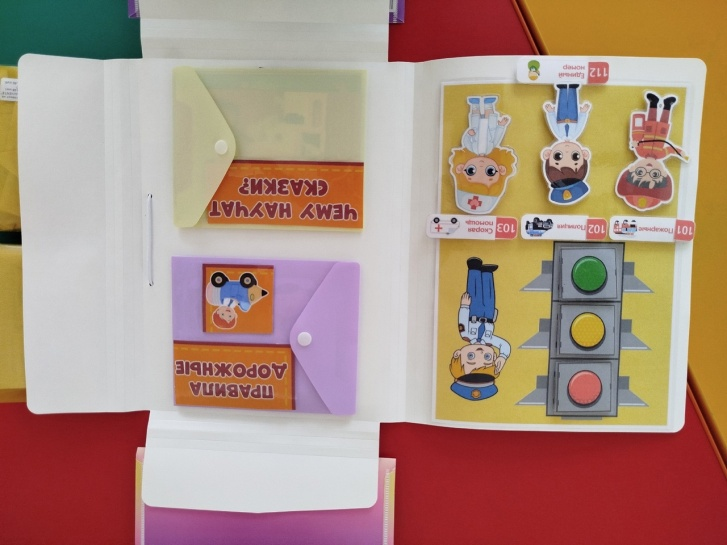 ПРАВИЛА
ДОРОЖНЫЕ
ЧЕМУ НАУЧАТ
СКАЗКИ?
101 Пожарные
102 Полиция
103 Скорая
помощь
112 Единый
номер